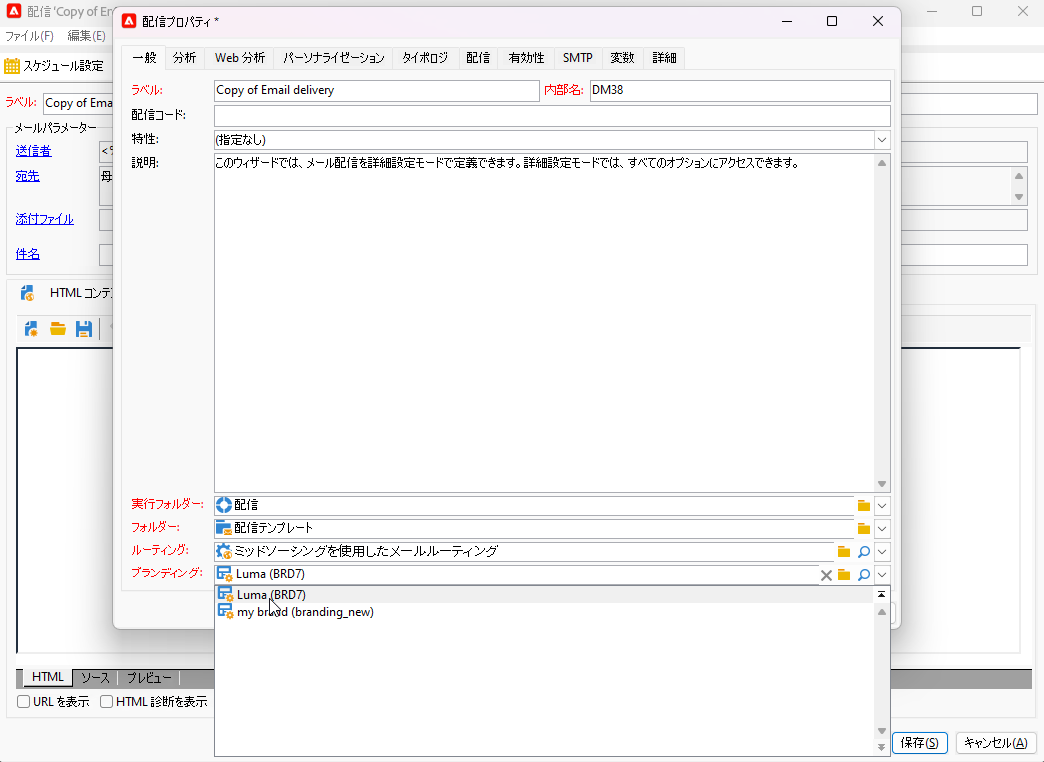 配信 'Copy of Em
配信プロパティ *
ファイル(F) 編集(E)
一般 分析 Web 分析 パーソナライゼーション タイポロジ 配信 有効性 SMTP 変数 詳細
スケジュール設定
ラベル: Copy of Email delivery 内部名: DM38
ラベル: Copy of Ema
配信コード:
メールパラメーター
特性: (指定なし)
送信者 <%
説明: このウィザードでは、メール配信を詳細設定モードで定義できます。詳細設定モードでは、すべてのオプションにアクセスできます。
宛先 母
添付ファイル
件名
HTML コンテ
実行フォルダー: 配信
フォルダー: 配信テンプレート
ルーティング: ミッドソーシングを使用したメールルーティング
ブランディング: Luma (BRD7)
Luma (BRD7)
my brand (branding_new)
HTML ソース プレビュー
URL を表示 HTML 診断を表示
保存(S) キャンセル(A)